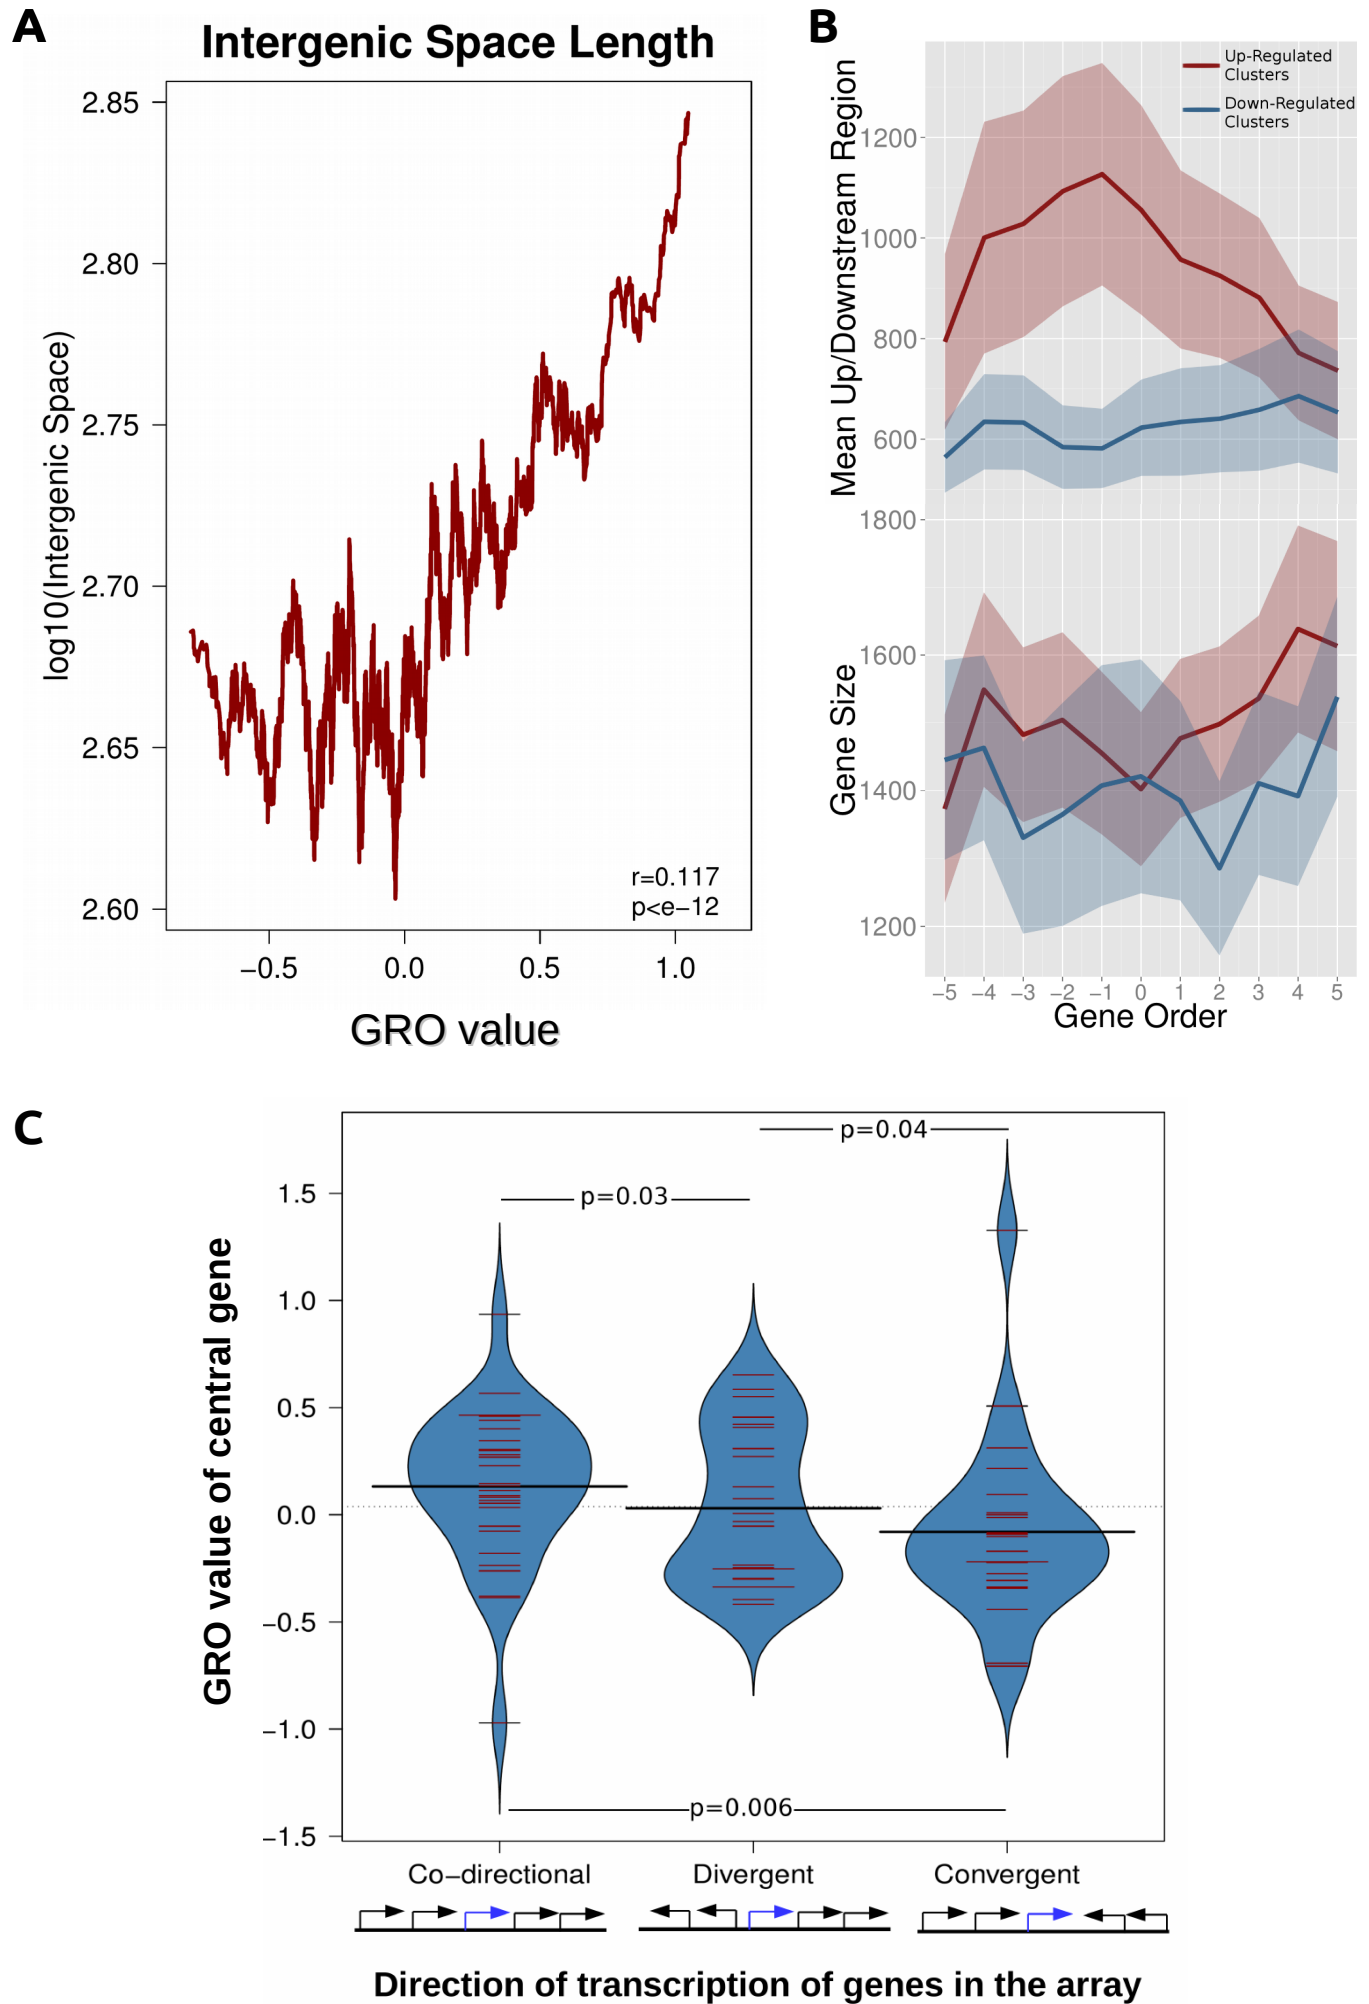 A
Intergenic Space Length
log10(Intergenic Space)
2.85
2.80
2.75
2.70
2.65
2.60
r=0.117
p<e−12
−0.5 0.0 0.5 1.0
GRO value
B
Up-Regulated
Clusters
Down-Regulated
Clusters
Mean Up/Downstream Region
1200
1000
800
600
Gene Size
1800
1600
1400
1200
−5 −4 −3 −2 −1 0 1 2 3 4 5
Gene Order
C
GRO value of central gene
p=0.04
p=0.03
1.5
1.0
0.5
0.0
−0.5
−1.0
−1.5
p=0.006
Co−directional Divergent Convergent
Direction of transcription of genes in the array